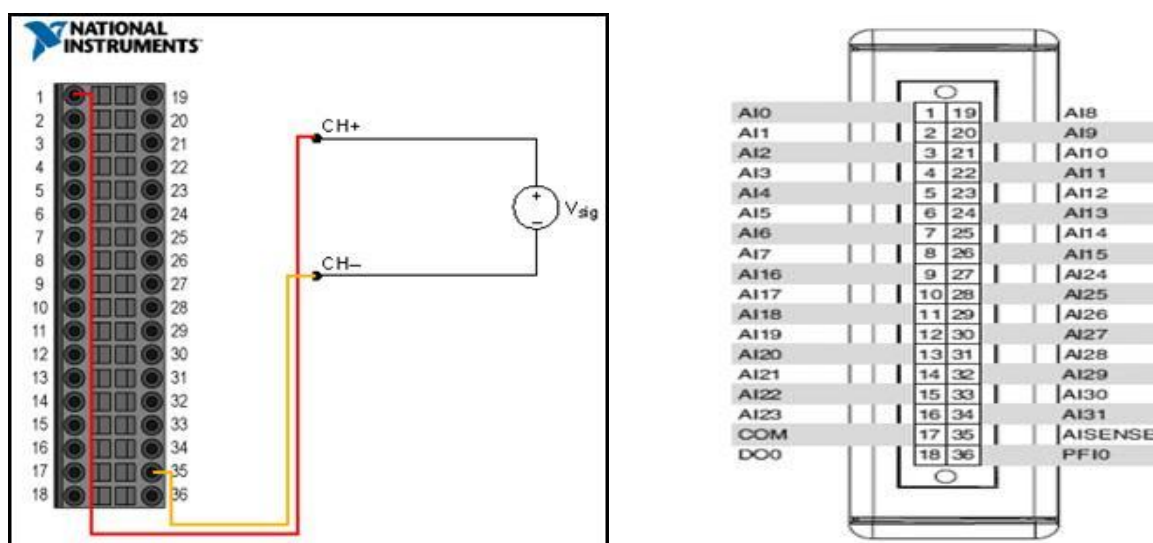 NATIONAL
INSTRUMENTS
1 19
2 20
3 21
4 22
5 23
6 24
7 25
8 26
9 27
10 28
11 29
12 30
13 31
14 32
15 33
16 34
17 35
18 36
CH+
Vsig
+
−
CH−
AI0 1 19 AI8
AI1 2 20 AI9
AI2 3 21 AI10
AI3 4 22 AI11
AI4 5 23 AI12
AI5 6 24 AI13
AI6 7 25 AI14
AI7 8 26 AI15
AI16 9 27 AI24
AI17 10 28 AI25
AI18 11 29 AI26
AI19 12 30 AI27
AI20 13 31 AI28
AI21 14 32 AI29
AI22 15 33 AI30
AI23 16 34 AI31
COM 17 35 AISENSE
DO0 18 36 PFI0